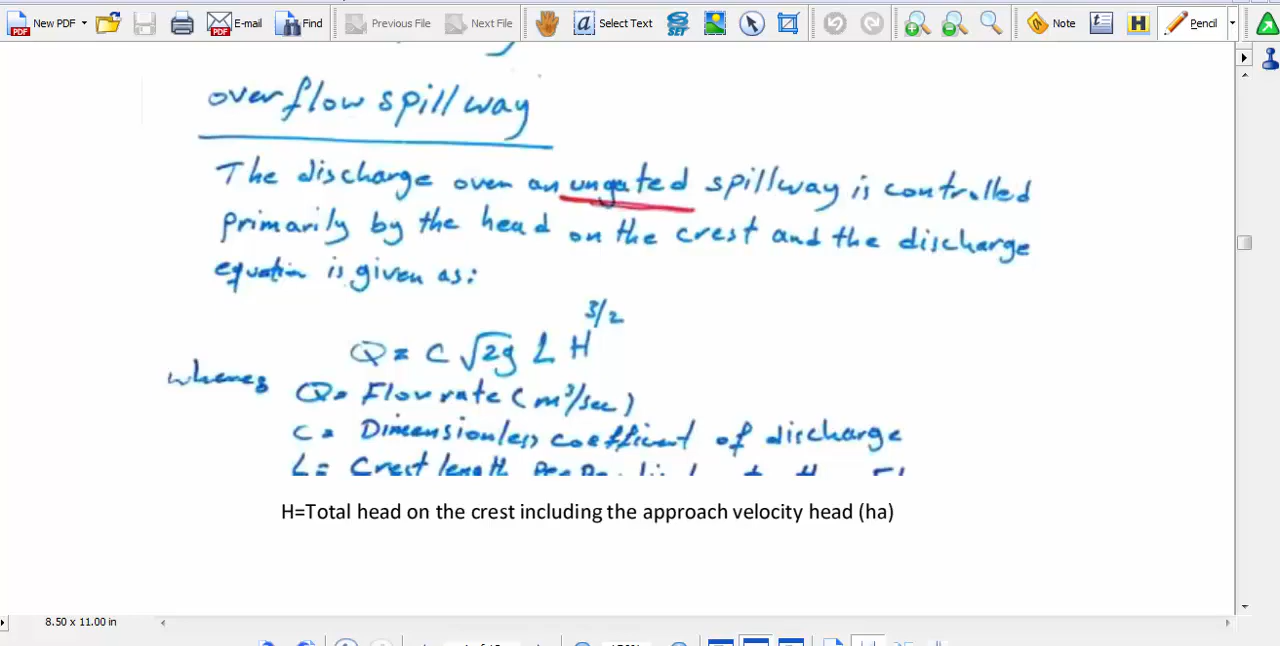 New PDF
E-mail
Find
Previous File
Next File
Select Text
Note
Pencil
overflow spillway
The discharge over an ungated spillway is controlled
primarily by the head on the crest and the discharge
equation is given as:
Q = C √2g L H^3/2
where:
Q = Flow rate (m³/sec)
C = Dimensionless coefficient of discharge
L = Crest length
H=Total head on the crest including the approach velocity head (ha)
8.50 x 11.00 in